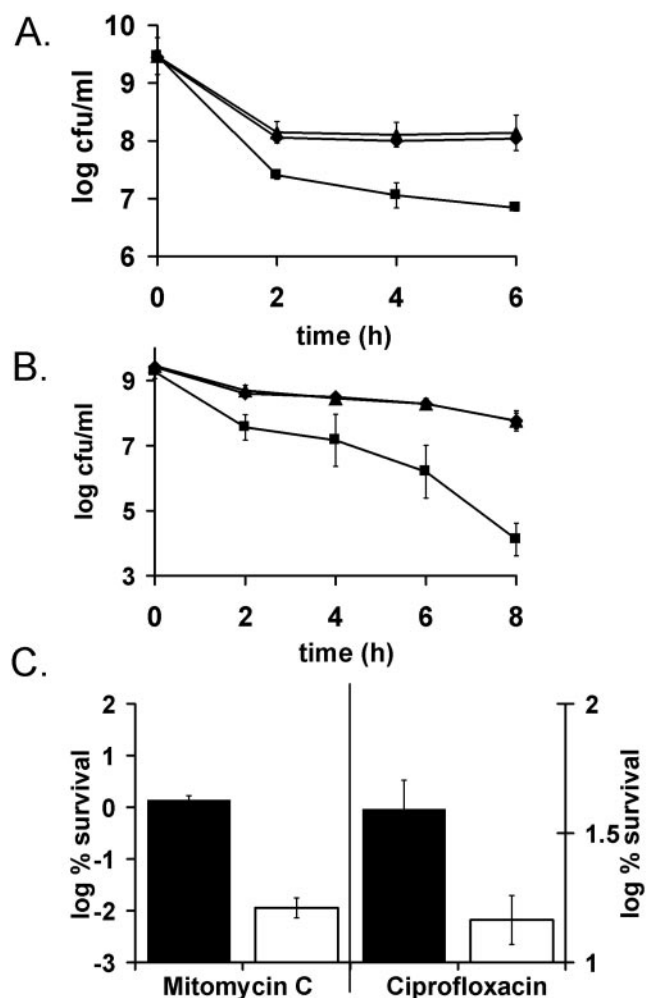 A.
10
9
8
7
6
log cfu/ml
0 2 4 6
time (h)
B.
9
7
5
3
log cfu/ml
0 2 4 6 8
time (h)
C.
2
1
0
-1
-2
-3
log % survival
2
1.5
1
log % survival
Mitomycin C Ciprofloxacin